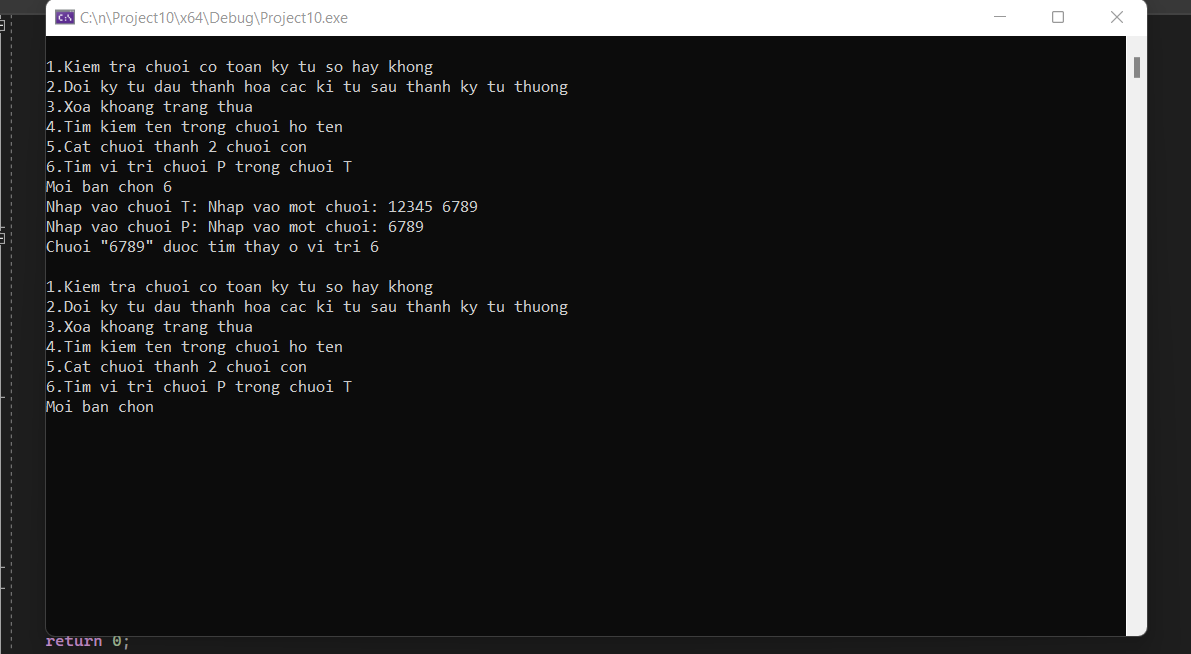 C:\n\Project10\x64\Debug\Project10.exe
1.Kiem tra chuoi co toan ky tu so hay khong
2.Doi ky tu dau thanh hoa cac ki tu sau thanh ky tu thuong
3.Xoa khoang trang thua
4.Tim kiem ten trong chuoi ho ten
5.Cat chuoi thanh 2 chuoi con
6.Tim vi tri chuoi P trong chuoi T
Moi ban chon 6
Nhap vao chuoi T: Nhap vao mot chuoi: 12345 6789
Nhap vao chuoi P: Nhap vao mot chuoi: 6789
Chuoi "6789" duoc tim thay o vi tri 6
1.Kiem tra chuoi co toan ky tu so hay khong
2.Doi ky tu dau thanh hoa cac ki tu sau thanh ky tu thuong
3.Xoa khoang trang thua
4.Tim kiem ten trong chuoi ho ten
5.Cat chuoi thanh 2 chuoi con
6.Tim vi tri chuoi P trong chuoi T
Moi ban chon
return 0;